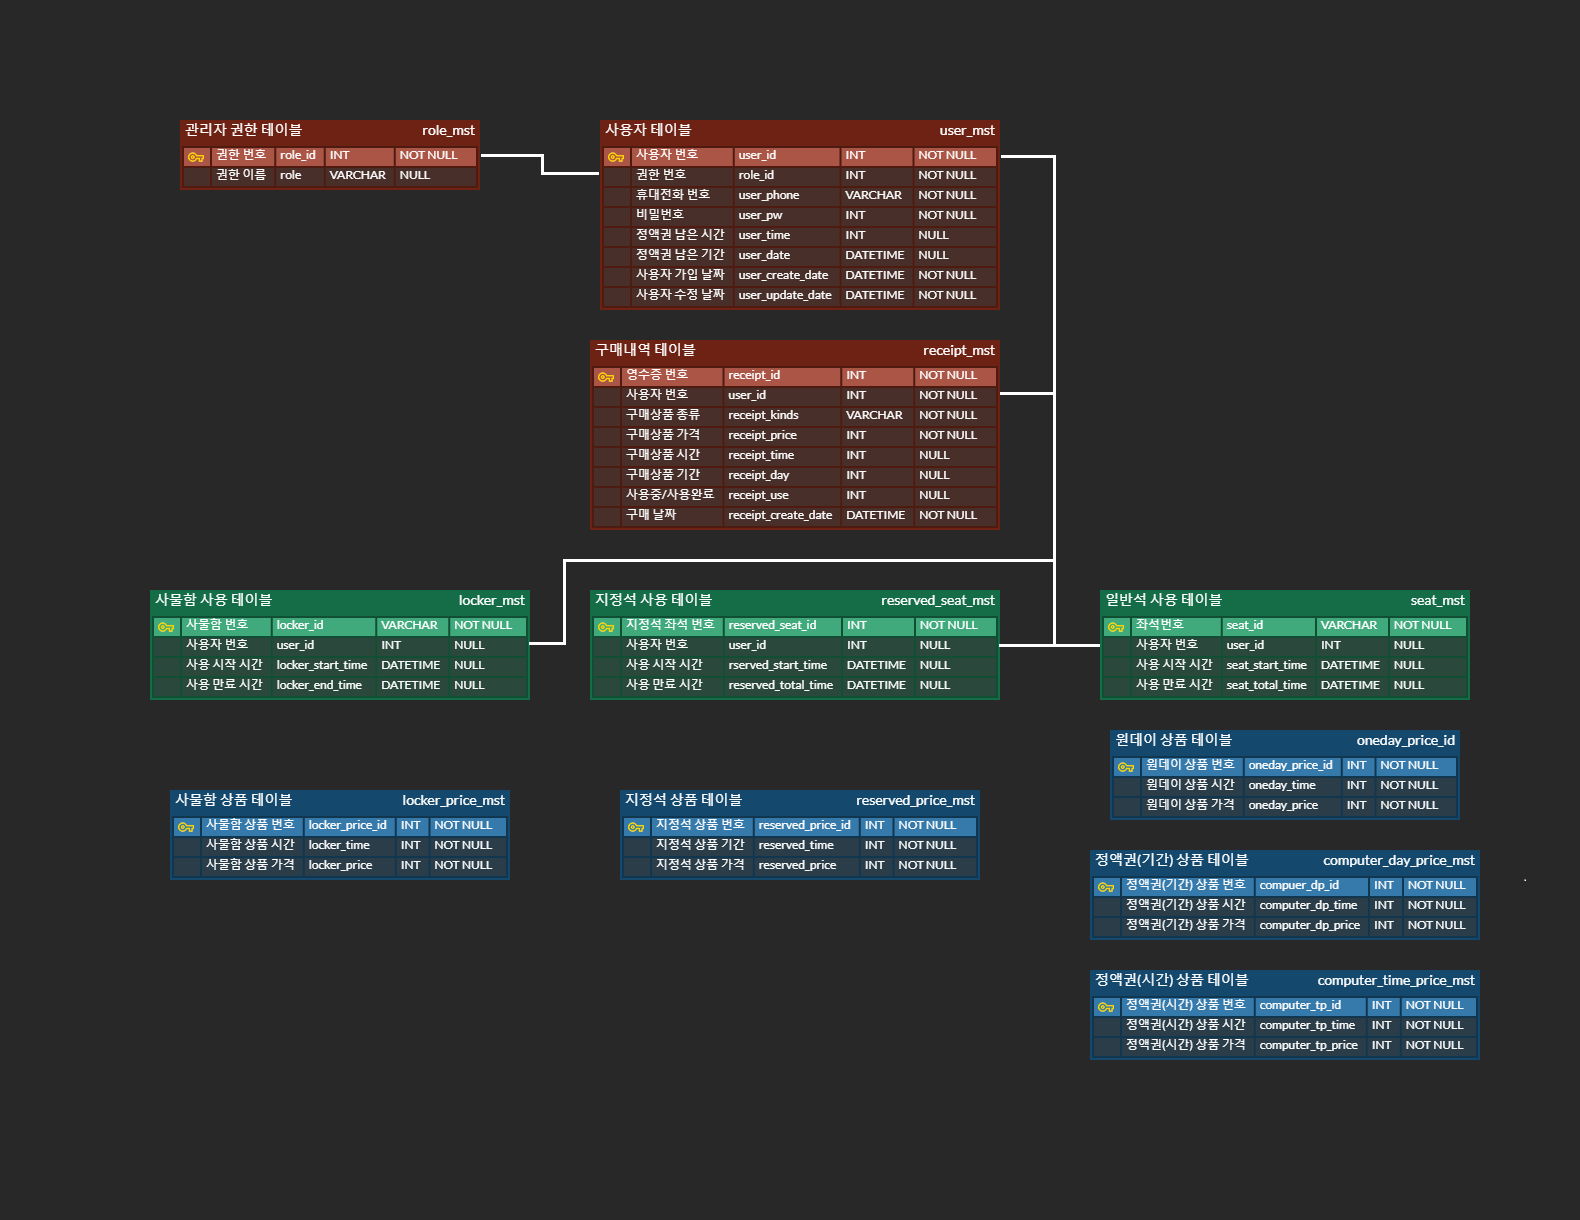 관리자 권한 테이블 role_mst
권한 번호 role_id INT NOT NULL
권한 이름 role VARCHAR NULL
사용자 테이블 user_mst
사용자 번호 user_id INT NOT NULL
권한 번호 role_id INT NOT NULL
휴대전화 번호 user_phone VARCHAR NOT NULL
비밀번호 user_pw INT NOT NULL
정액권 남은 시간 user_time INT NULL
정액권 남은 기간 user_date DATETIME NULL
사용자 가입 날짜 user_create_date DATETIME NOT NULL
사용자 수정 날짜 user_update_date DATETIME NOT NULL
구매내역 테이블 receipt_mst
영수증 번호 receipt_id INT NOT NULL
사용자 번호 user_id INT NOT NULL
구매상품 종류 receipt_kinds VARCHAR NOT NULL
구매상품 가격 receipt_price INT NOT NULL
구매상품 시간 receipt_time INT NULL
구매상품 기간 receipt_day INT NULL
사용중/사용완료 receipt_use INT NULL
구매 날짜 receipt_create_date DATETIME NOT NULL
사물함 사용 테이블 locker_mst
사물함 번호 locker_id VARCHAR NOT NULL
사용자 번호 user_id INT NULL
사용 시작 시간 locker_start_time DATETIME NULL
사용 만료 시간 locker_end_time DATETIME NULL
지정석 사용 테이블 reserved_seat_mst
지정석 좌석 번호 reserved_seat_id INT NOT NULL
사용자 번호 user_id INT NULL
사용 시작 시간 rserved_start_time DATETIME NULL
사용 만료 시간 reserved_total_time DATETIME NULL
일반석 사용 테이블 seat_mst
좌석번호 seat_id VARCHAR NOT NULL
사용자 번호 user_id INT NULL
사용 시작 시간 seat_start_time DATETIME NULL
사용 만료 시간 seat_total_time DATETIME NULL
원데이 상품 테이블 oneday_price_id
원데이 상품 번호 oneday_price_id INT NOT NULL
원데이 상품 시간 oneday_time INT NOT NULL
원데이 상품 가격 oneday_price INT NOT NULL
사물함 상품 테이블 locker_price_mst
사물함 상품 번호 locker_price_id INT NOT NULL
사물함 상품 시간 locker_time INT NOT NULL
사물함 상품 가격 locker_price INT NOT NULL
지정석 상품 테이블 reserved_price_mst
지정석 상품 번호 reserved_price_id INT NOT NULL
지정석 상품 기간 reserved_time INT NOT NULL
지정석 상품 가격 reserved_price INT NOT NULL
정액권(기간) 상품 테이블 computer_day_price_mst
정액권(기간) 상품 번호 compuer_dp_id INT NOT NULL
정액권(기간) 상품 시간 computer_dp_time INT NOT NULL
정액권(기간) 상품 가격 computer_dp_price INT NOT NULL
정액권(시간) 상품 테이블 computer_time_price_mst
정액권(시간) 상품 번호 computer_tp_id INT NOT NULL
정액권(시간) 상품 시간 computer_tp_time INT NOT NULL
정액권(시간) 상품 가격 computer_tp_price INT NOT NULL